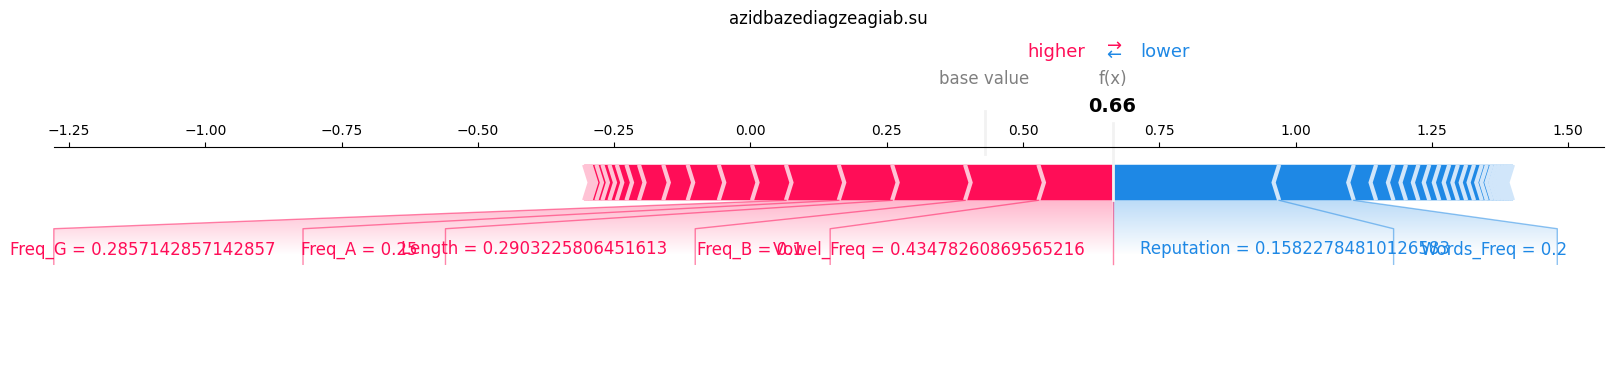 azidbazediagzeagiab.su
higher ⇄ lower
base value f(x)
0.66
−1.25 −1.00 −0.75 −0.50 −0.25 0.00 0.25 0.50 0.75 1.00 1.25 1.50
Freq_G = 0.2857142857142857 Freq_A = 0.25 Length = 0.2903225806451613 Freq_B = 0.1 Vowel_Freq = 0.43478260869565216 Reputation = 0.15822784810126583 Words_Freq = 0.2